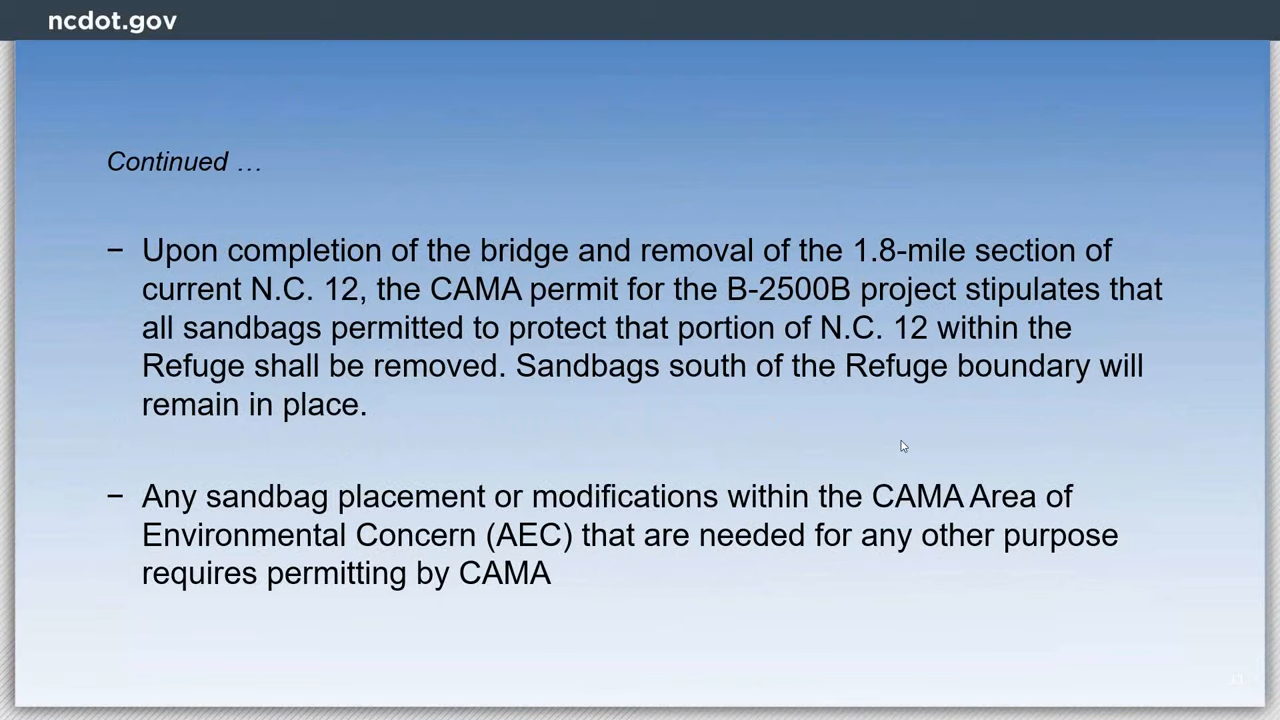 ncdot.gov
Continued …
− Upon completion of the bridge and removal of the 1.8-mile section of
current N.C. 12, the CAMA permit for the B-2500B project stipulates that
all sandbags permitted to protect that portion of N.C. 12 within the
Refuge shall be removed. Sandbags south of the Refuge boundary will
remain in place.
− Any sandbag placement or modifications within the CAMA Area of
Environmental Concern (AEC) that are needed for any other purpose
requires permitting by CAMA